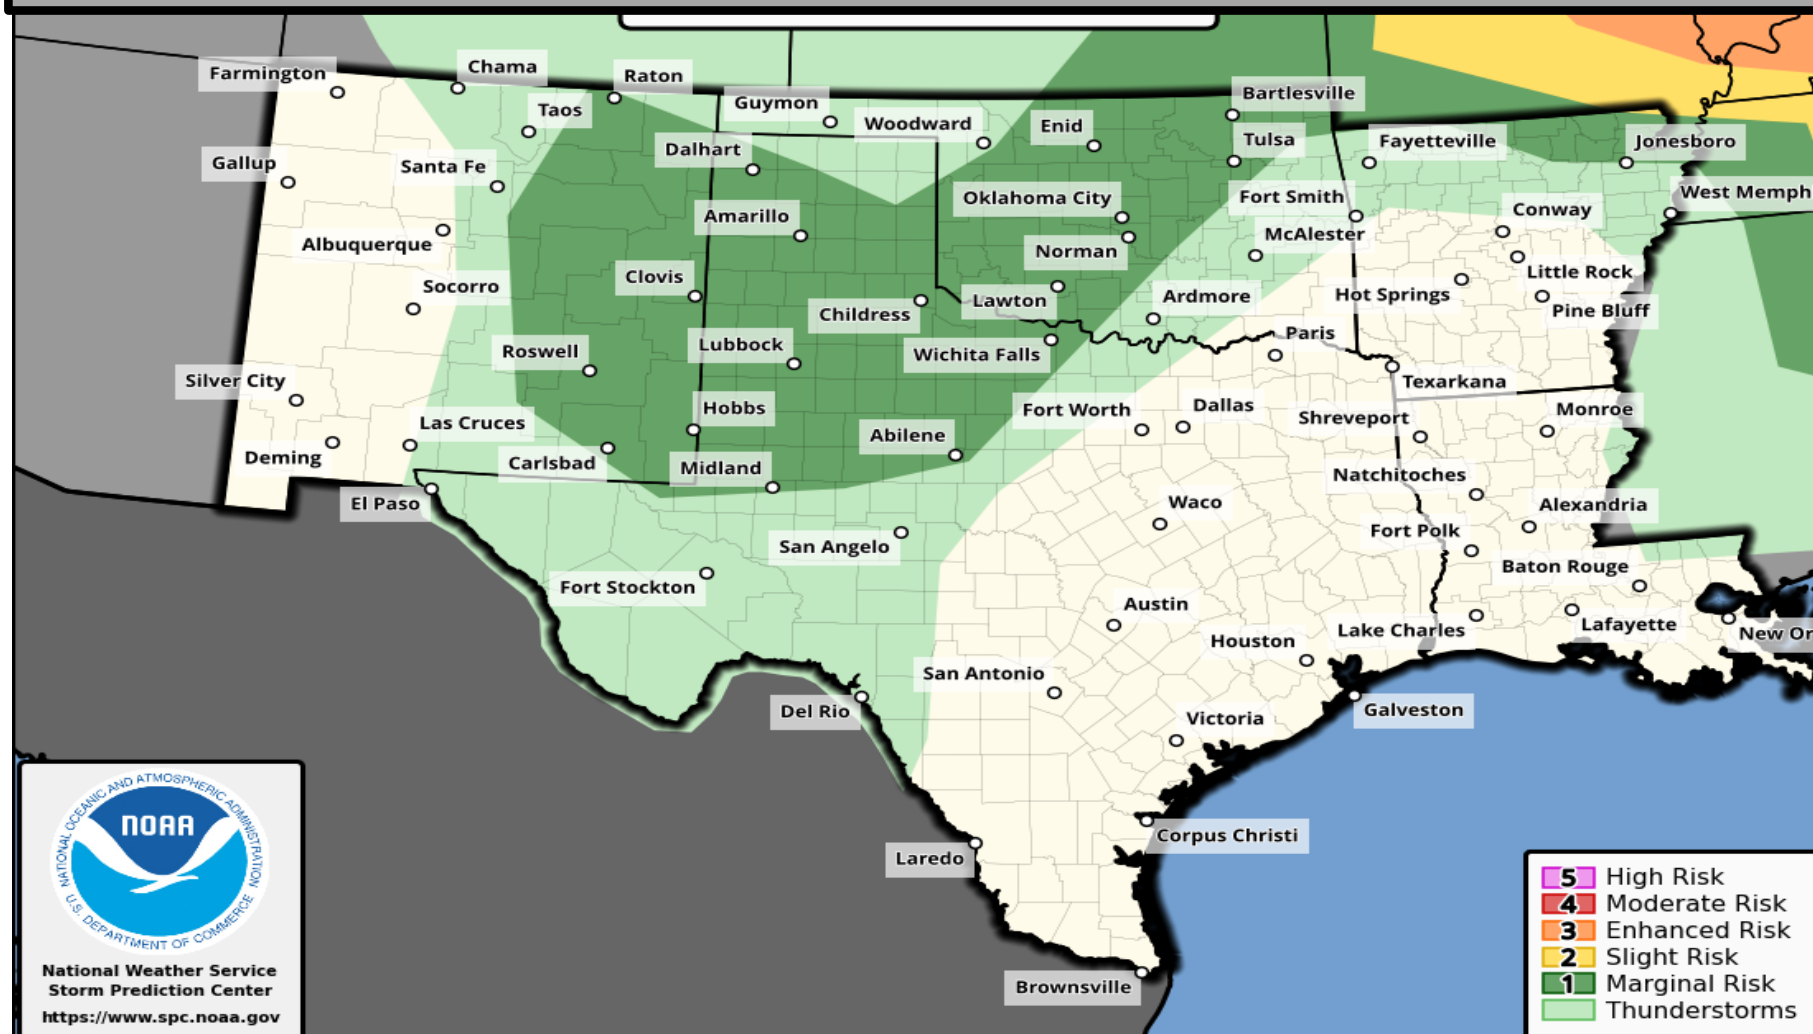 Farmington
Chama
Raton
Taos
Guymon
Woodward
Enid
Bartlesville
Tulsa
Fayetteville
Jonesboro
Gallup
Santa Fe
Dalhart
Oklahoma City
Fort Smith
Conway
West Memph
Albuquerque
Amarillo
Norman
McAlester
Socorro
Clovis
Childress
Lawton
Ardmore
Hot Springs
Little Rock
Pine Bluff
Roswell
Lubbock
Wichita Falls
Paris
Silver City
Las Cruces
Hobbs
Fort Worth
Dallas
Shreveport
Texarkana
Monroe
Deming
Carlsbad
Midland
Abilene
Natchitoches
El Paso
San Angelo
Waco
Fort Polk
Alexandria
Fort Stockton
Austin
Baton Rouge
Houston
Lake Charles
Lafayette
New Or
Del Rio
San Antonio
Victoria
Galveston
Laredo
Corpus Christi
Brownsville
NATIONAL OCEANIC AND ATMOSPHERIC ADMINISTRATION
NOAA
U.S. DEPARTMENT OF COMMERCE
National Weather Service
Storm Prediction Center
https://www.spc.noaa.gov
5 High Risk
4 Moderate Risk
3 Enhanced Risk
2 Slight Risk
1 Marginal Risk
Thunderstorms